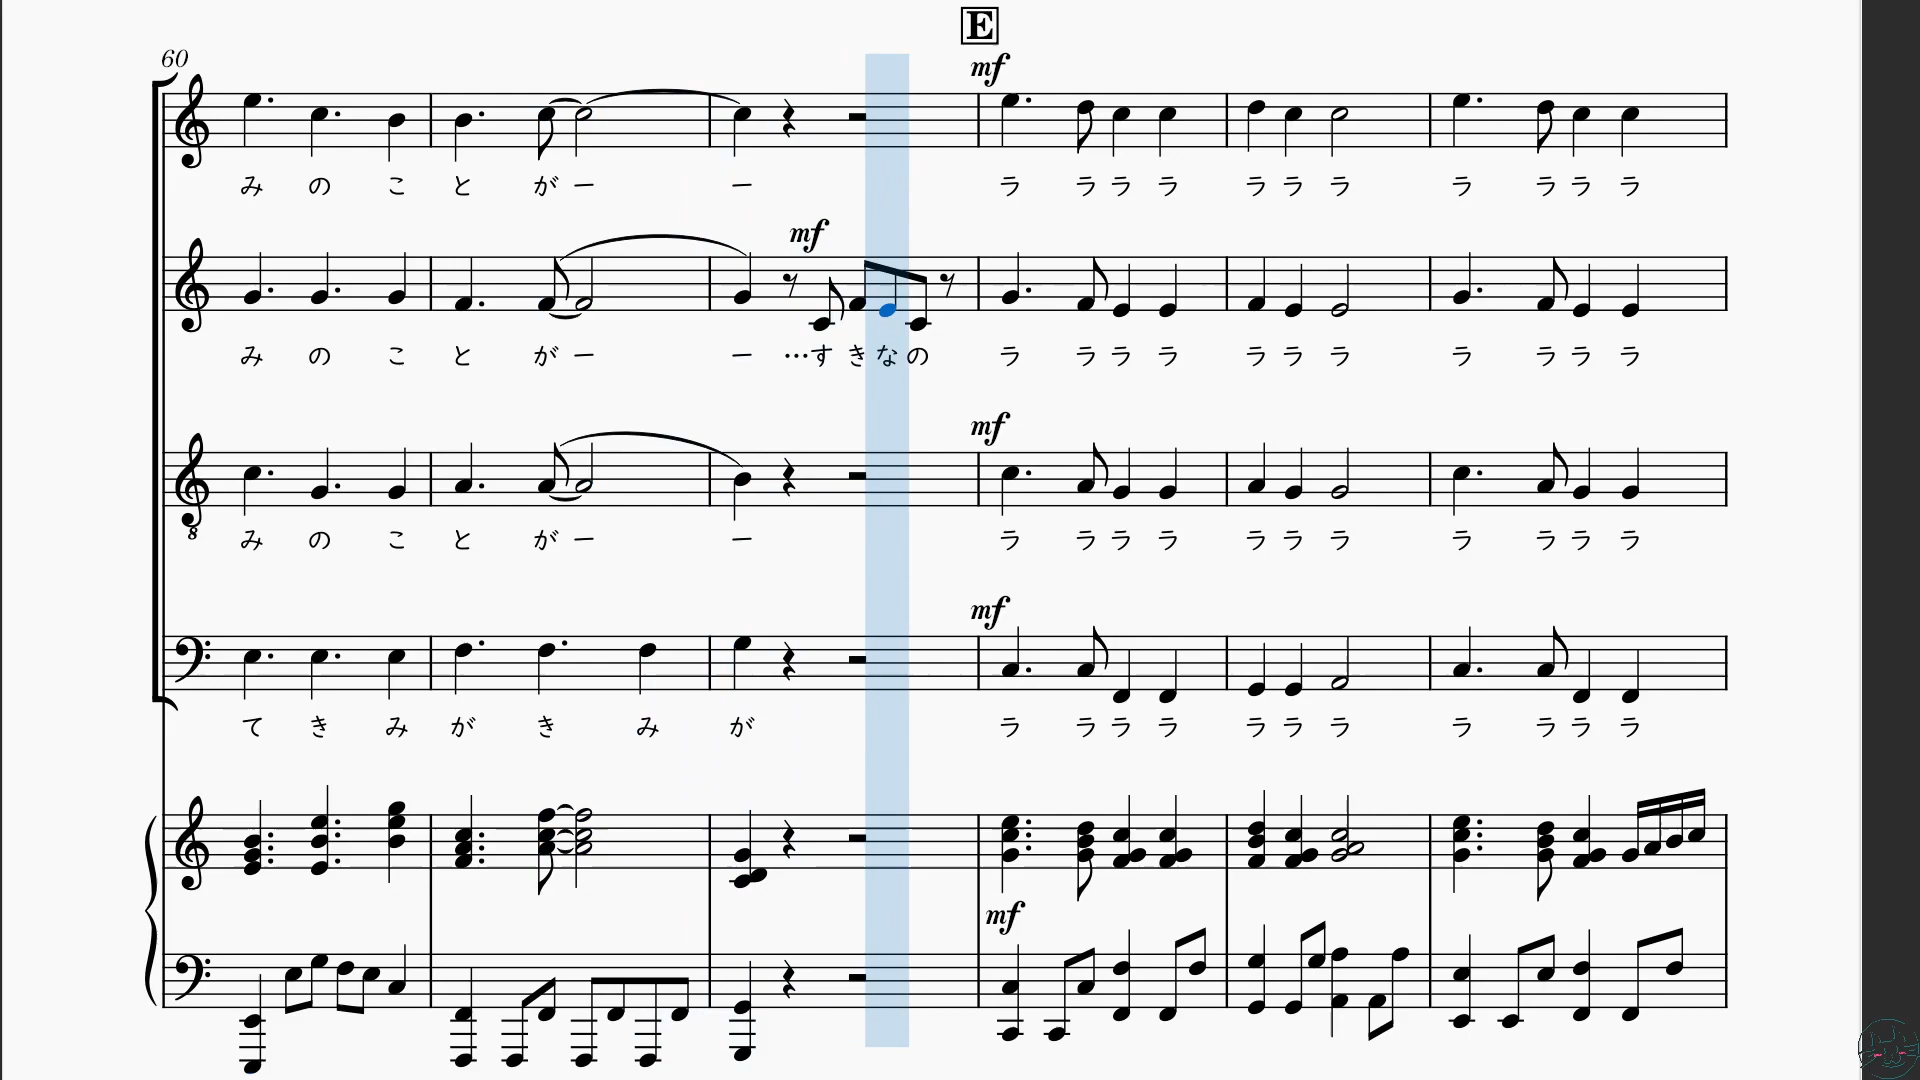 E
60
mf
み の こ と が ー ー ラ ラ ラ ラ ラ ラ ラ ラ ラ ラ ラ
mf
み の こ と が ー ー …す き な の ラ ラ ラ ラ ラ ラ ラ ラ ラ ラ ラ
mf
8
み の こ と が ー ー ラ ラ ラ ラ ラ ラ ラ ラ ラ ラ ラ
mf
て き み が き み が ラ ラ ラ ラ ラ ラ ラ ラ ラ ラ ラ
mf